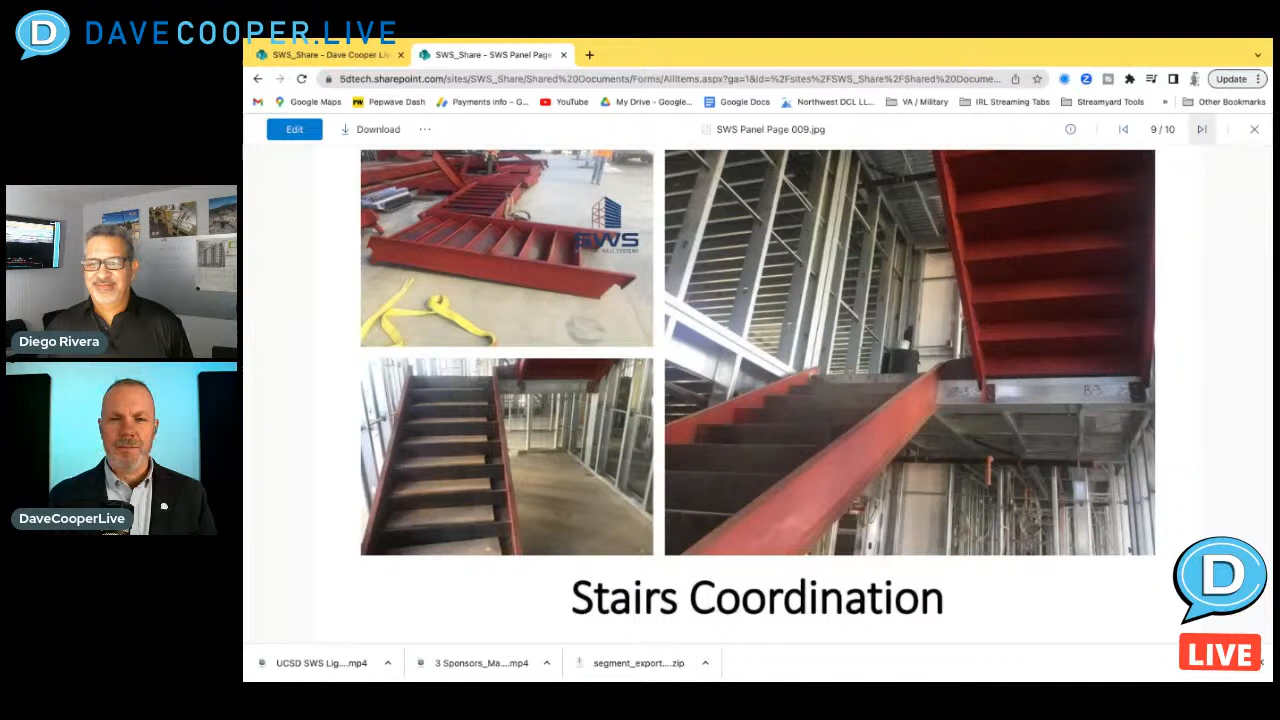 DAVECOOPER.LIVE
SWS_Share - Dave Cooper Liv
SWS_Share – SWS Panel Page
5dtech.sharepoint.com/sites/SWS_Share/Shared%20Documents/Forms/AllItems.aspx?ga=1&id=%2Fsites%2FSWS_Share%2FShared%20Docume...
Update
Google Maps
Pepwave Dash
Payments info – G...
YouTube
My Drive - Google...
Google Docs
Northwest DCL LL...
VA / Military
IRL Streaming Tabs
Streamyard Tools
»
Other Bookmarks
Edit
Download
SWS Panel Page 009.jpg
9 / 10
SWS
Diego Rivera
DaveCooperLive
B-3
Stairs Coordination
D
LIVE
UCSD SWS Lig....mp4
3 Sponsors_Ma....mp4
segment_export....zip